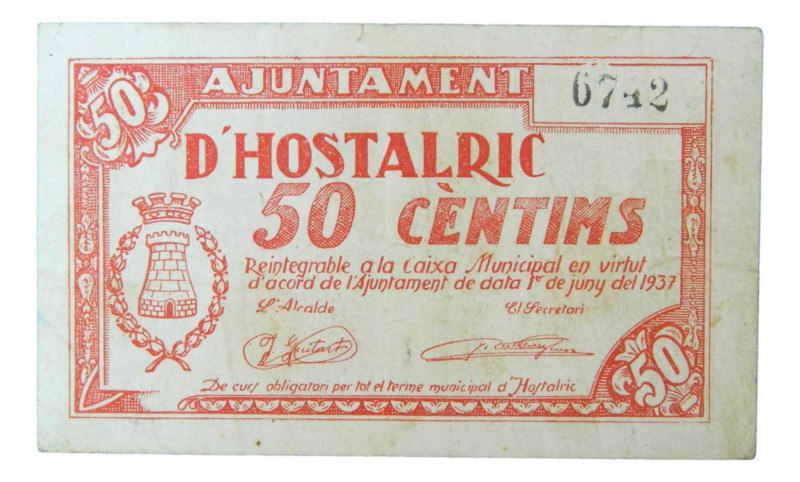 50
AJUNTAMENT
6742
D'HOSTALRIC
50 CÈNTIMS
Reintegrable a la Caixa Municipal en virtut
d'acord de l'Ajuntament de data 1er de juny del 1937
L'Alcalde
El Secretari
De curs obligatori per tot el terme municipal d'Hostalric
50